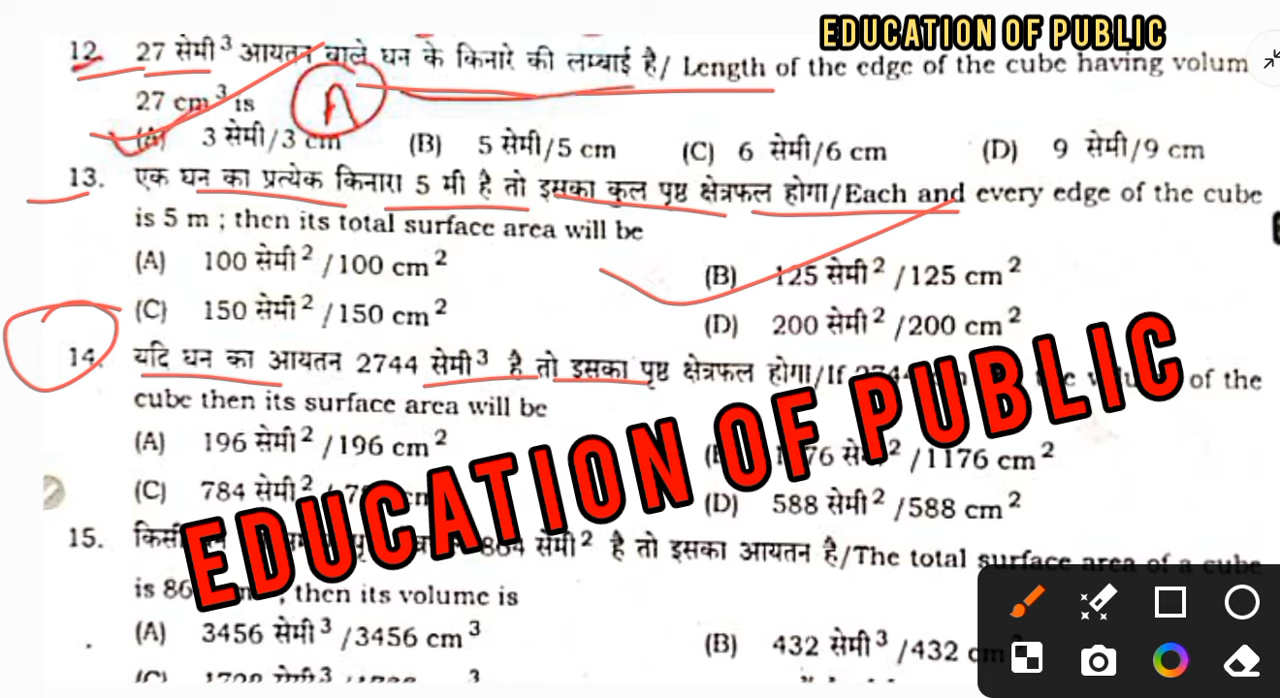 EDUCATION OF PUBLIC
12. 27 सेमी³ आयतन वाले घन के किनारे की लम्बाई है/ Length of the edge of the cube having volum
27 cm³ is
A
(A) 3 सेमी/3 cm (B) 5 सेमी/5 cm (C) 6 सेमी/6 cm (D) 9 सेमी/9 cm
13. एक घन का प्रत्येक किनारा 5 मी है तो इसका कुल पृष्ठ क्षेत्रफल होगा/Each and every edge of the cube
is 5 m ; then its total surface area will be
(A) 100 सेमी² /100 cm² (B) 125 सेमी² /125 cm²
(C) 150 सेमी² /150 cm² (D) 200 सेमी² /200 cm²
14. यदि घन का आयतन 2744 सेमी³ है तो इसका पृष्ठ क्षेत्रफल होगा/If of the
cube then its surface area will be
(A) 196 सेमी² /196 cm² /1176 cm²
(C) 784 सेमी² (D) 588 सेमी² /588 cm²
EDUCATION OF PUBLIC
15. सेमी² है तो इसका आयतन है/The total surface area of a cube
is then its volume is
(A) 3456 सेमी³ /3456 cm³ (B) 432 सेमी³ /432 cm